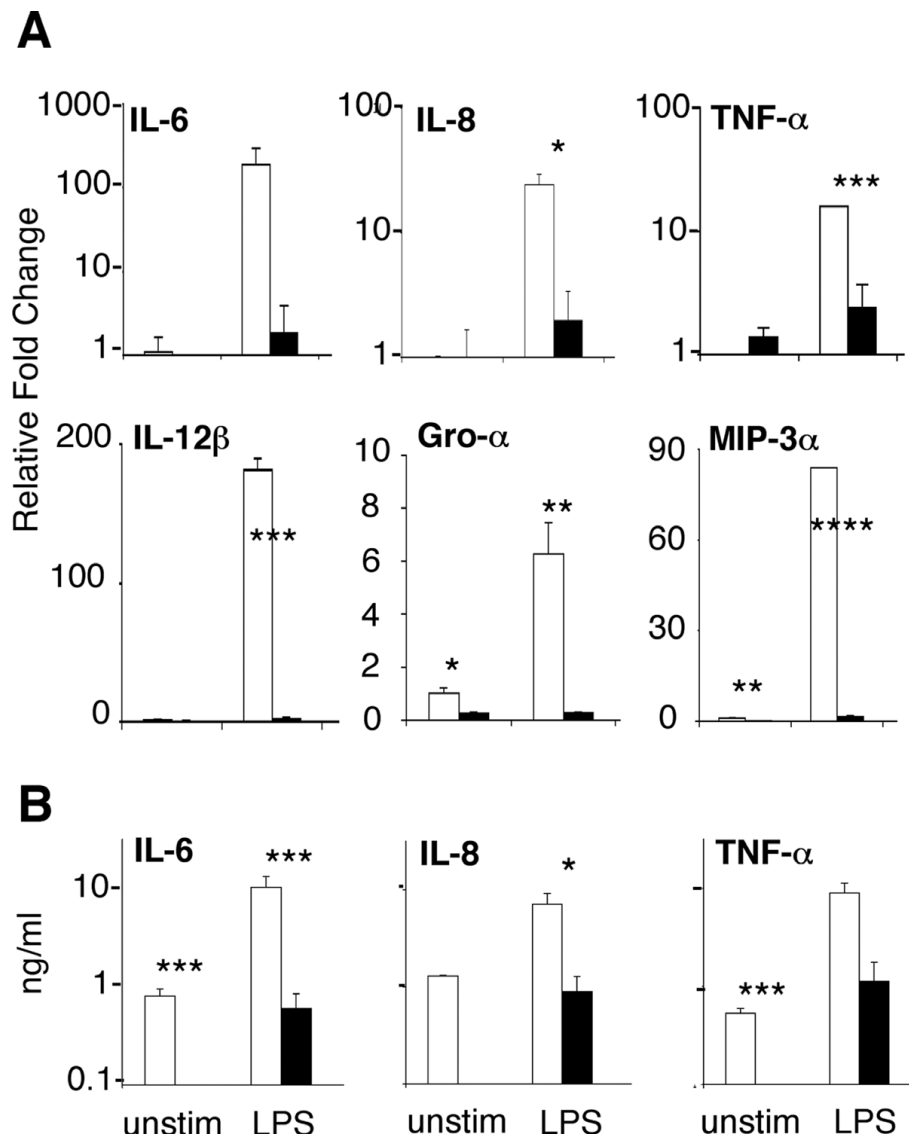 A
Relative Fold Change
IL-6
1000
100
10
1
IL-8
*
100
10
1
TNF-α
***
100
10
1
IL-12β
***
200
100
0
Gro-α
*
**
10
8
6
4
2
0
MIP-3α
**
****
90
60
30
0
B
ng/ml
IL-6
***
***
10
1
0.1
unstim LPS
IL-8
*
unstim LPS
TNF-α
***
unstim LPS